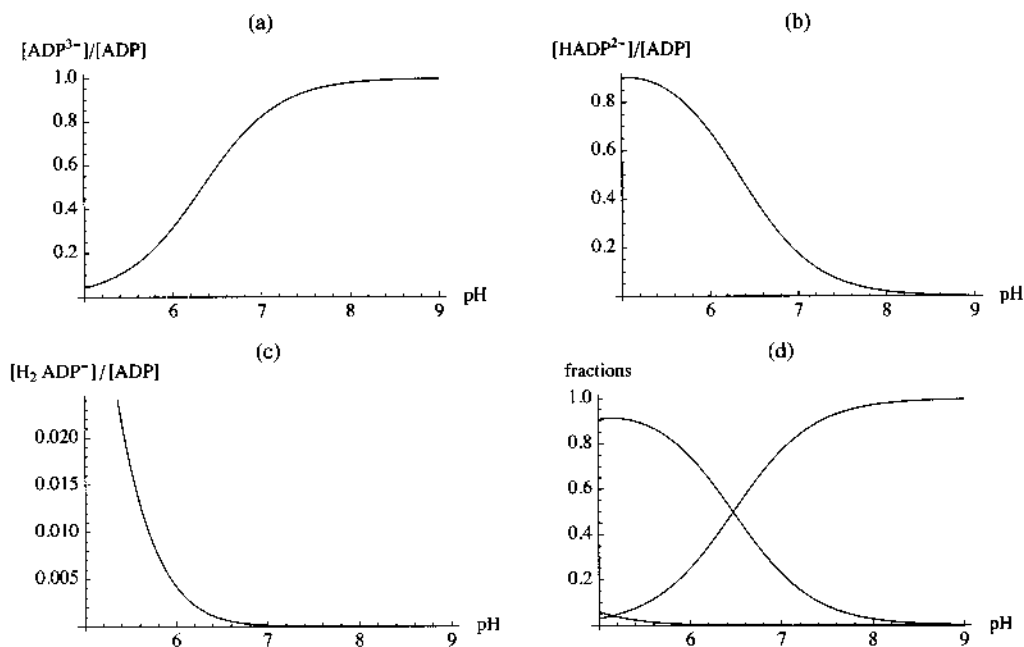 (a)
[ADP³⁻]/[ADP]
1.0
0.8
0.6
0.4
0.2
6 7 8 9 pH
(b)
[HADP²⁻]/[ADP]
0.8
0.6
0.4
0.2
6 7 8 9 pH
(c)
[H₂ ADP⁻]/[ADP]
0.020
0.015
0.010
0.005
6 7 8 9 pH
(d)
fractions
1.0
0.8
0.6
0.4
0.2
6 7 8 9 pH